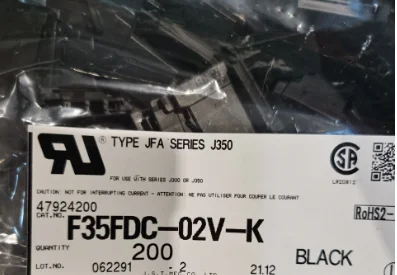 TYPE JFA SERIES J350
FOR USE WITH SERIES J300 OR J350
CAUTION: NOT FOR INTERRUPTING CURRENT - ATTENTION: NE PAS UTILISER POUR COUPER LE COURANT
47924200
CAT.NO. F35FDC-02V-K
RoHS2-
QUANTITY 200
BLACK
LOT.NO. 062291 . 2 21.12